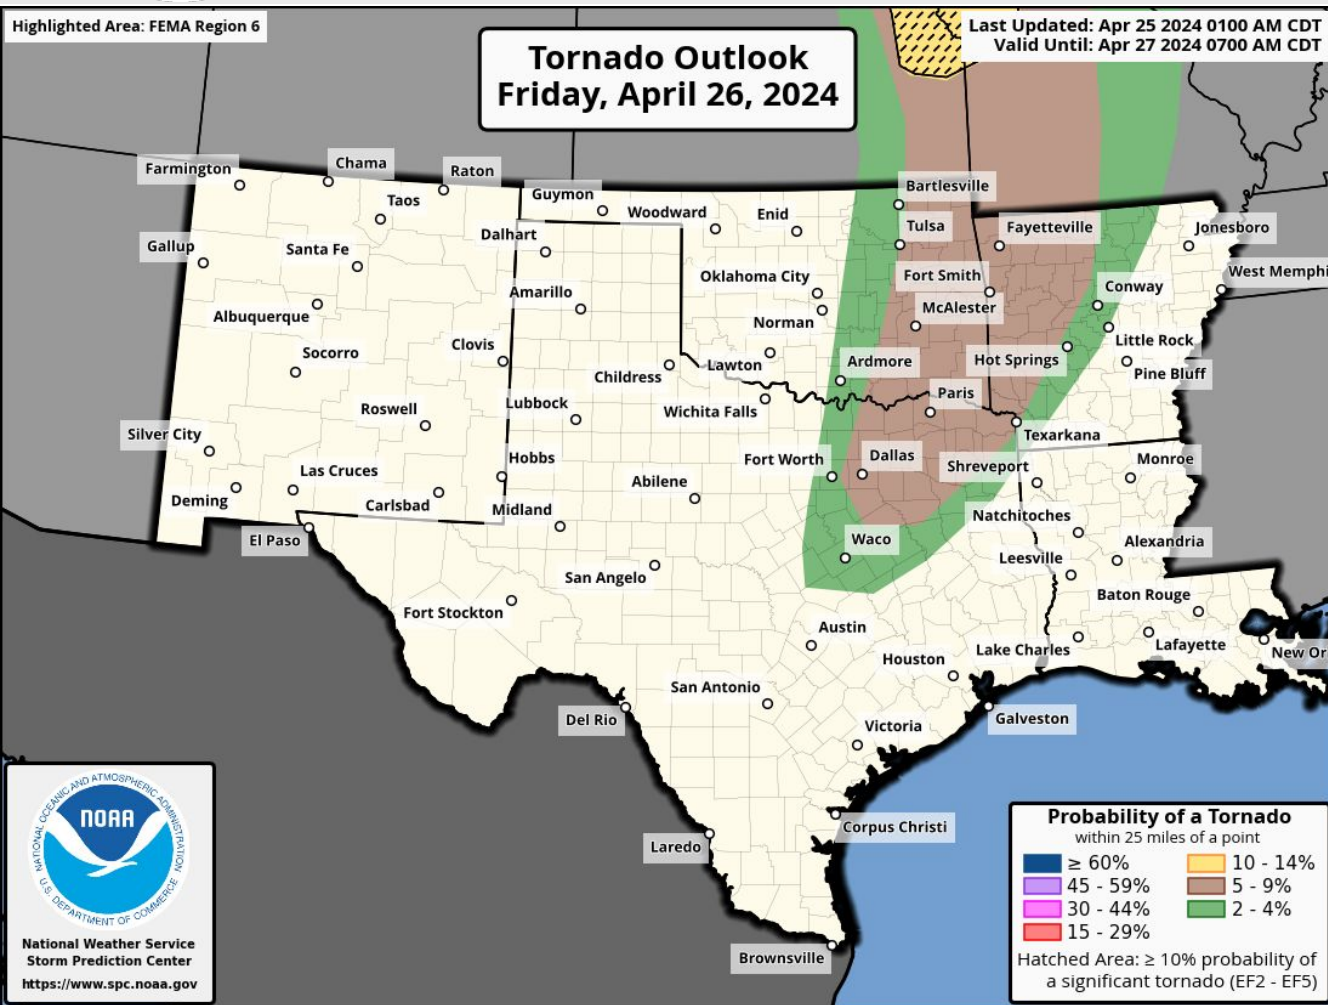 Highlighted Area: FEMA Region 6
Tornado Outlook
Friday, April 26, 2024
Last Updated: Apr 25 2024 0100 AM CDT
Valid Until: Apr 27 2024 0700 AM CDT
Farmington
Chama
Raton
Taos
Guymon
Woodward
Enid
Bartlesville
Tulsa
Fayetteville
Jonesboro
Gallup
Santa Fe
Dalhart
Oklahoma City
Fort Smith
Conway
West Memphi
Albuquerque
Amarillo
Norman
McAlester
Little Rock
Socorro
Clovis
Childress
Lawton
Ardmore
Hot Springs
Pine Bluff
Roswell
Lubbock
Wichita Falls
Paris
Texarkana
Silver City
Las Cruces
Hobbs
Abilene
Fort Worth
Dallas
Shreveport
Monroe
Deming
Carlsbad
Midland
Natchitoches
El Paso
Waco
Leesville
Alexandria
San Angelo
Fort Stockton
Baton Rouge
Austin
Houston
Lake Charles
Lafayette
New Or
San Antonio
Del Rio
Victoria
Galveston
Laredo
Corpus Christi
Brownsville
NATIONAL OCEANIC AND ATMOSPHERIC ADMINISTRATION
NOAA
U.S. DEPARTMENT OF COMMERCE
National Weather Service
Storm Prediction Center
https://www.spc.noaa.gov
Probability of a Tornado
within 25 miles of a point
≥ 60%
45 - 59%
30 - 44%
15 - 29%
10 - 14%
5 - 9%
2 - 4%
Hatched Area: ≥ 10% probability of
a significant tornado (EF2 - EF5)